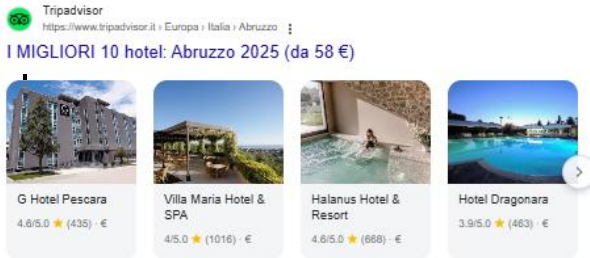 Tripadvisor
https://www.tripadvisor.it › Europa › Italia › Abruzzo
I MIGLIORI 10 hotel: Abruzzo 2025 (da 58 €)
G Hotel Pescara
4.6/5.0 ★ (435) · €
Villa Maria Hotel &
SPA
4/5.0 ★ (1016) · €
Halanus Hotel &
Resort
4.6/5.0 ★ (668) · €
Hotel Dragonara
3.9/5.0 ★ (463) · €